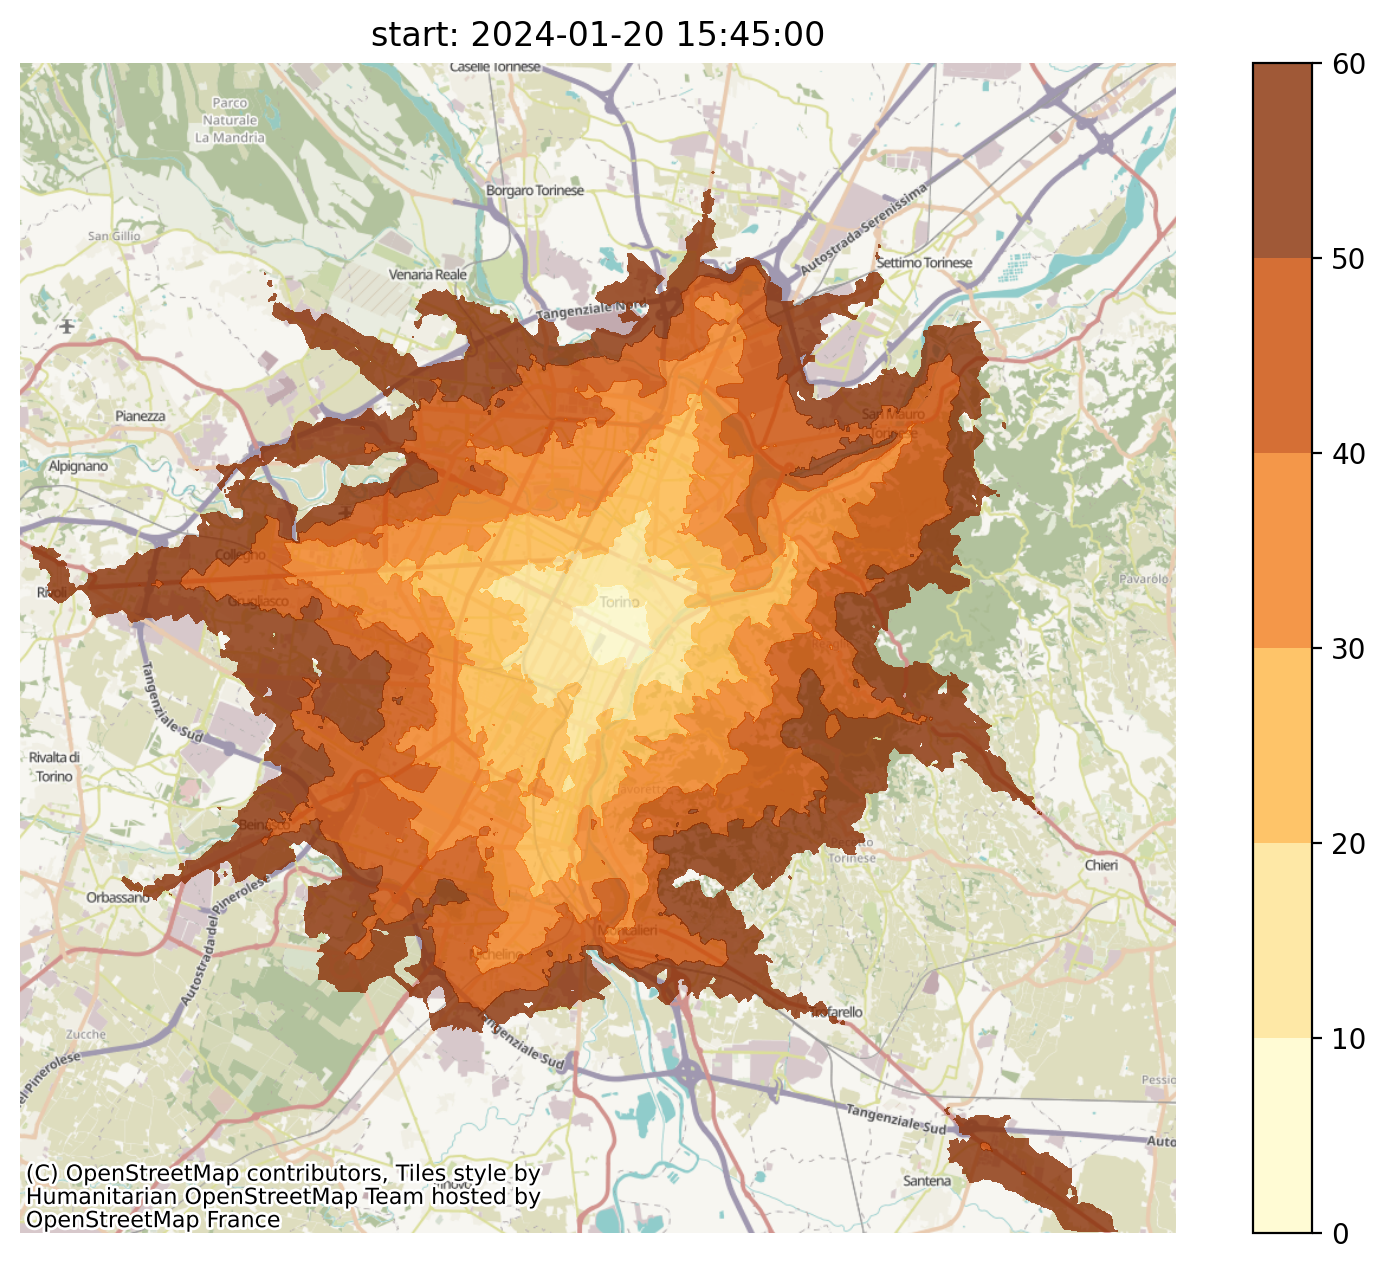 start: 2024-01-20 15:45:00
Caselle Torinese
Parco
Naturale
La Mandria
Borgaro Torinese
Autostrada Serenissima
San Gillio
Settimo Torinese
Venaria Reale
Tangenziale Nord
Pianezza
San Mauro
Torinese
Alpignano
Collegno
Pavarolo
Rivoli
Grugliasco
Torino
Tangenziale Sud
Rivalta di
Torino
Cavoretto
Beinasco
Torinese
Chieri
Orbassano
Autostrada del Pinerolese
Moncalieri
Nichelino
Trofarello
Zucche
Tangenziale Sud
del Pinerolese
Pessio
Tangenziale Sud
Auto
Santena
(C) OpenStreetMap contributors, Tiles style by
Humanitarian OpenStreetMap Team hosted by
OpenStreetMap France
60
50
40
30
20
10
0